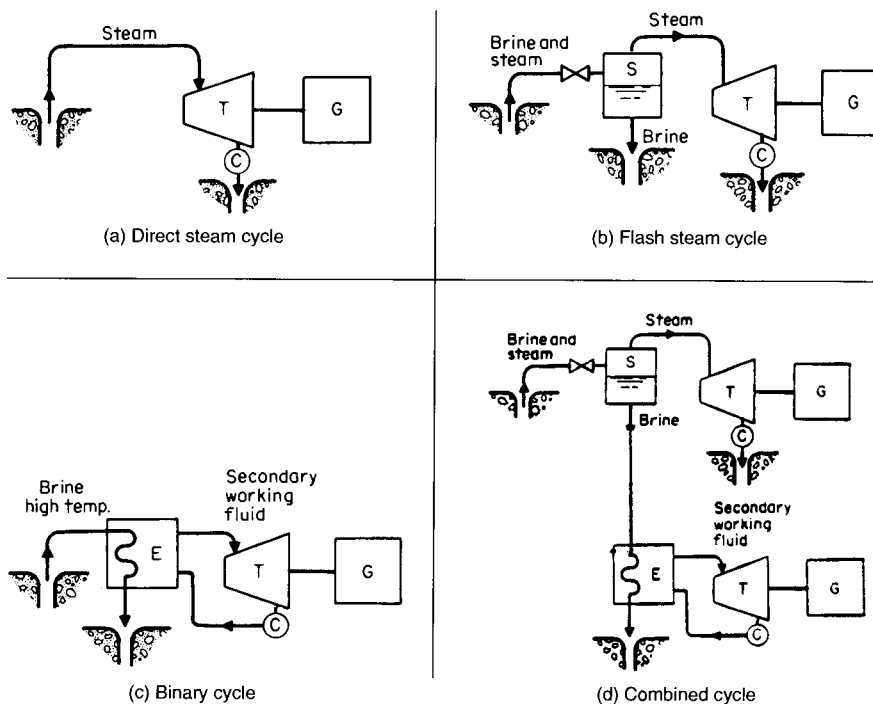 Steam
T
G
C
(a) Direct steam cycle
Brine and
steam
S
Steam
Brine
T
G
C
(b) Flash steam cycle
Brine
high temp.
E
Secondary
working
fluid
T
G
C
(c) Binary cycle
Brine and
steam
S
Steam
Brine
T
G
C
Secondary
working
fluid
E
T
G
C
(d) Combined cycle